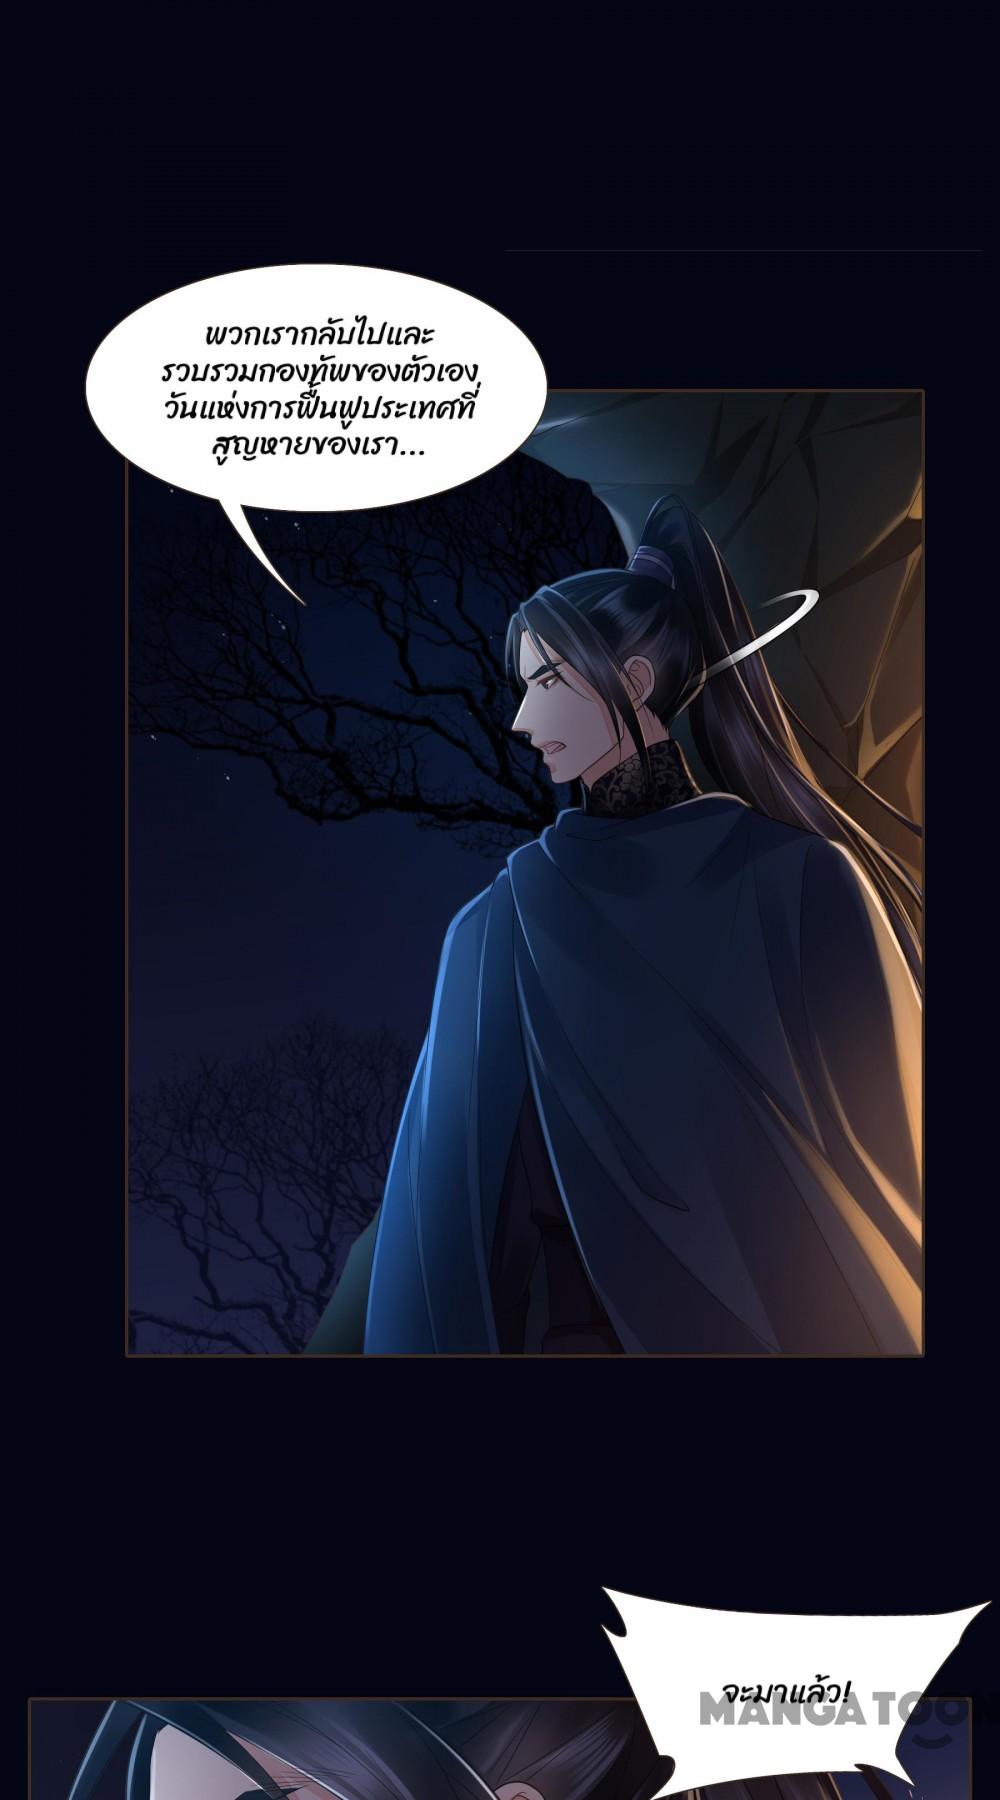 พวกเรากลับไปและ
รวบรวมกองทัพของตัวเอง
วันแห่งการฟื้นฟูประเทศที่
สูญหายของเรา...
จะมาแล้ว!
MANGATOON